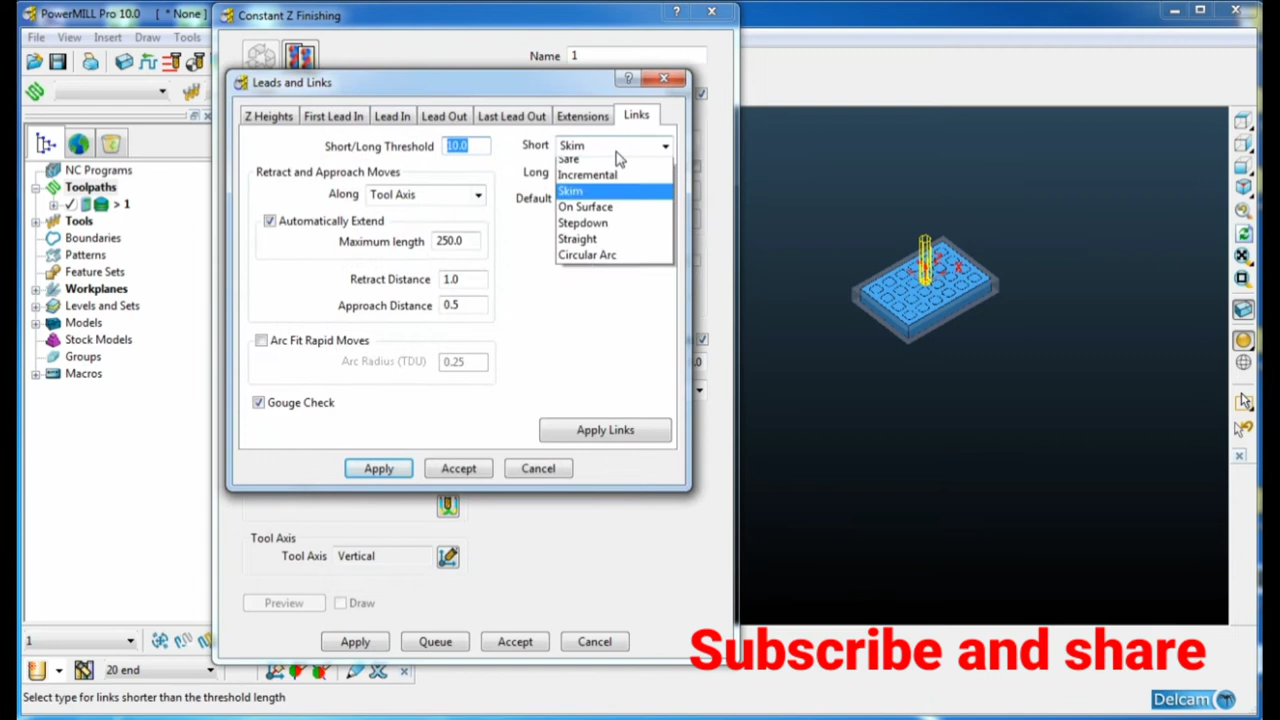 PowerMILL Pro 10.0 [ * None ]
File View Insert Draw Tools
NC Programs
Toolpaths
> 1
Tools
Boundaries
Patterns
Feature Sets
Workplanes
Levels and Sets
Models
Stock Models
Groups
Macros
Constant Z Finishing
Name 1
Leads and Links
Z Heights First Lead In Lead In Lead Out Last Lead Out Extensions Links
Short/Long Threshold 10.0
Short Skim
Retract and Approach Moves
Long
Safe
Incremental
Along Tool Axis
Default
Skim
On Surface
Automatically Extend
Stepdown
Maximum length 250.0
Straight
Circular Arc
Retract Distance 1.0
Approach Distance 0.5
Arc Fit Rapid Moves
Arc Radius (TDU) 0.25
Gouge Check
Apply Links
Apply Accept Cancel
.0
Tool Axis
Tool Axis Vertical
Preview Draw
Apply Queue Accept Cancel
1
20 end
Select type for links shorter than the threshold length
X
Subscribe and share
Delcam